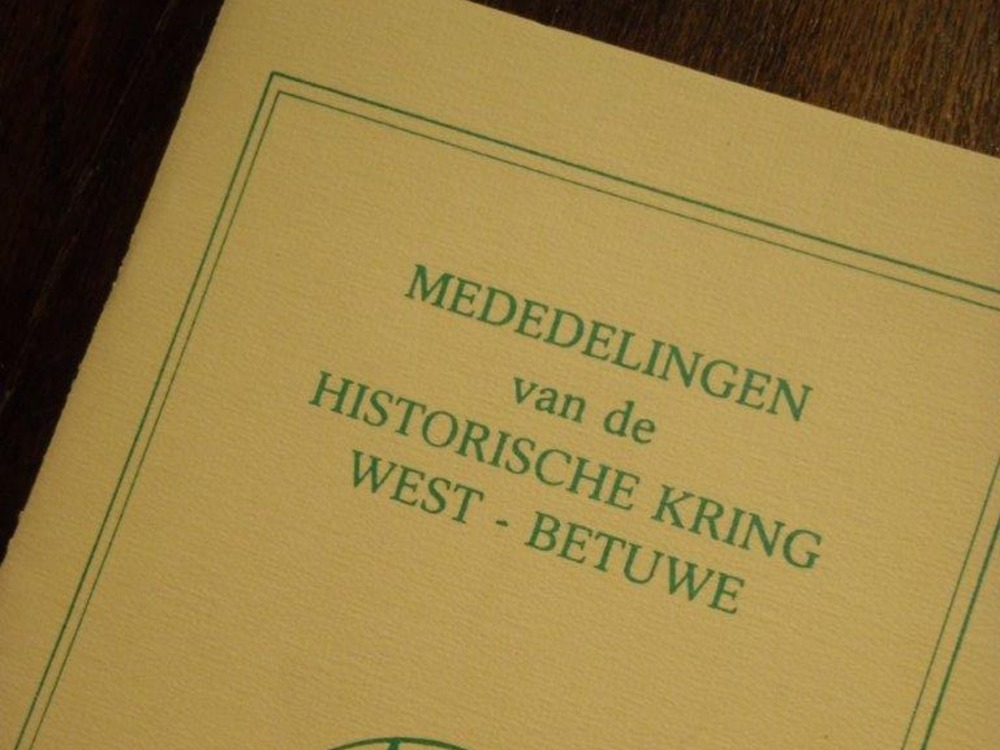 MEDEDELINGEN
van de
HISTORISCHE KRING
WEST - BETUWE